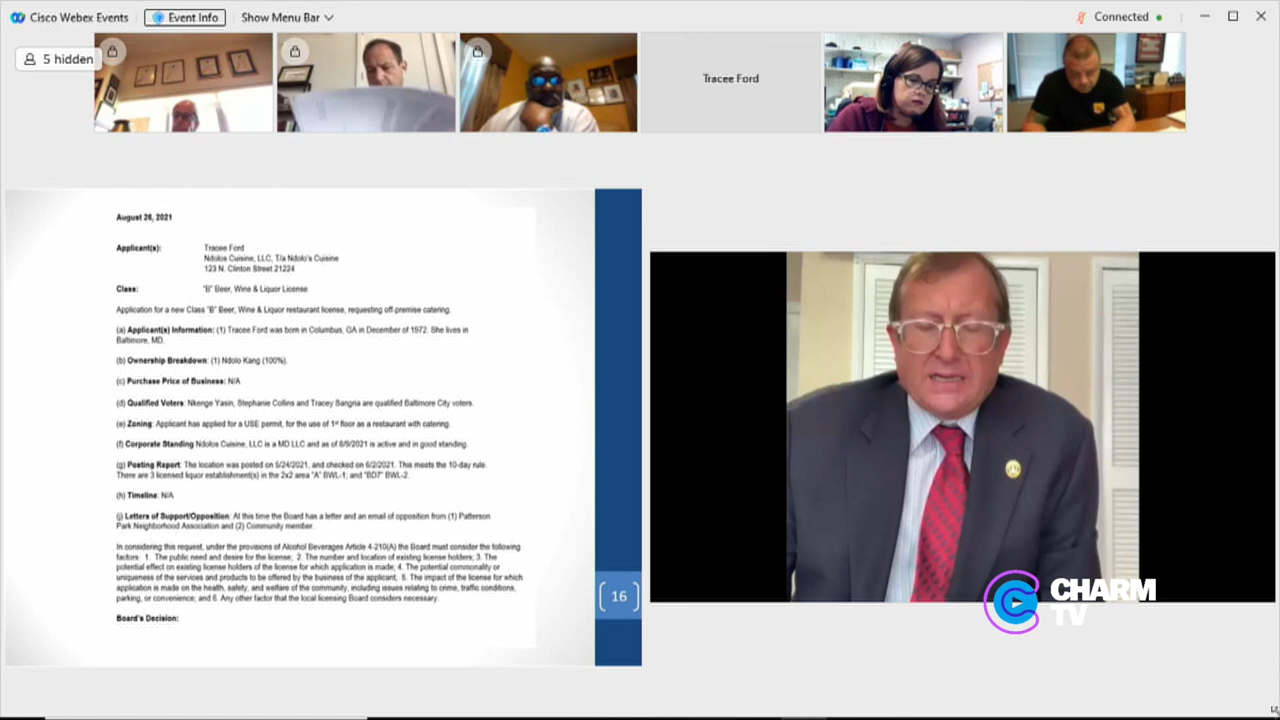 Cisco Webex Events
Event Info
Show Menu Bar
Connected
5 hidden
Tracee Ford
August 26, 2021
Applicant(s): Tracee Ford
Ndolos Cuisine, LLC, T/a Ndolo's Cuisine
123 N. Clinton Street 21224
Class: "B" Beer, Wine & Liquor License
Application for a new Class "B" Beer, Wine & Liquor restaurant license, requesting off-premise catering.
(a) Applicant(s) Information: (1) Tracee Ford was born in Columbus, GA in December of 1972. She lives in
Baltimore, MD.
(b) Ownership Breakdown: (1) Ndolo Kang (100%).
(c) Purchase Price of Business: N/A
(d) Qualified Voters: Nkenge Yasin, Stephanie Collins and Tracey Sangria are qualified Baltimore City voters.
(e) Zoning: Applicant has applied for a USE permit, for the use of 1st floor as a restaurant with catering.
(f) Corporate Standing Ndolos Cuisine, LLC is a MD LLC and as of 8/9/2021 is active and in good standing.
(g) Posting Report: The location was posted on 5/24/2021, and checked on 6/2/2021. This meets the 10-day rule.
There are 3 licensed liquor establishment(s) in the 2x2 area "A" BWL-1; and "BD7" BWL-2.
(h) Timeline: N/A
(j) Letters of Support/Opposition: At this time the Board has a letter and an email of opposition from (1) Patterson
Park Neighborhood Association and (2) Community member.
In considering this request, under the provisions of Alcohol Beverages Article 4-210(A) the Board must consider the following
factors: 1. The public need and desire for the license, 2. The number and location of existing license holders; 3. The
potential effect on existing license holders of the license for which application is made, 4. The potential commonality or
uniqueness of the services and products to be offered by the business of the applicant, 5. The impact of the license for which
application is made on the health, safety, and welfare of the community, including issues relating to crime, traffic conditions,
parking, or convenience; and 6. Any other factor that the local licensing Board considers necessary.
Board's Decision:
16
CHARM
TV